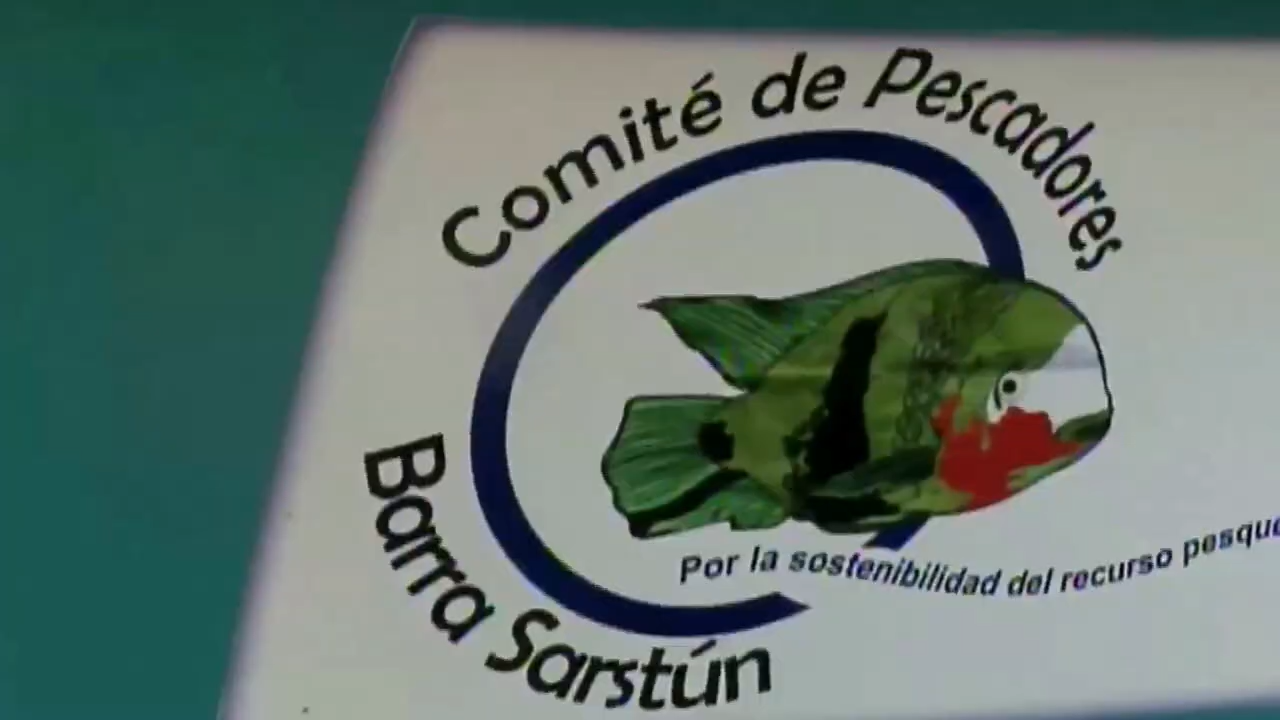 Comité de Pescadores
Barra Sarstún
Por la sostenibilidad del recurso